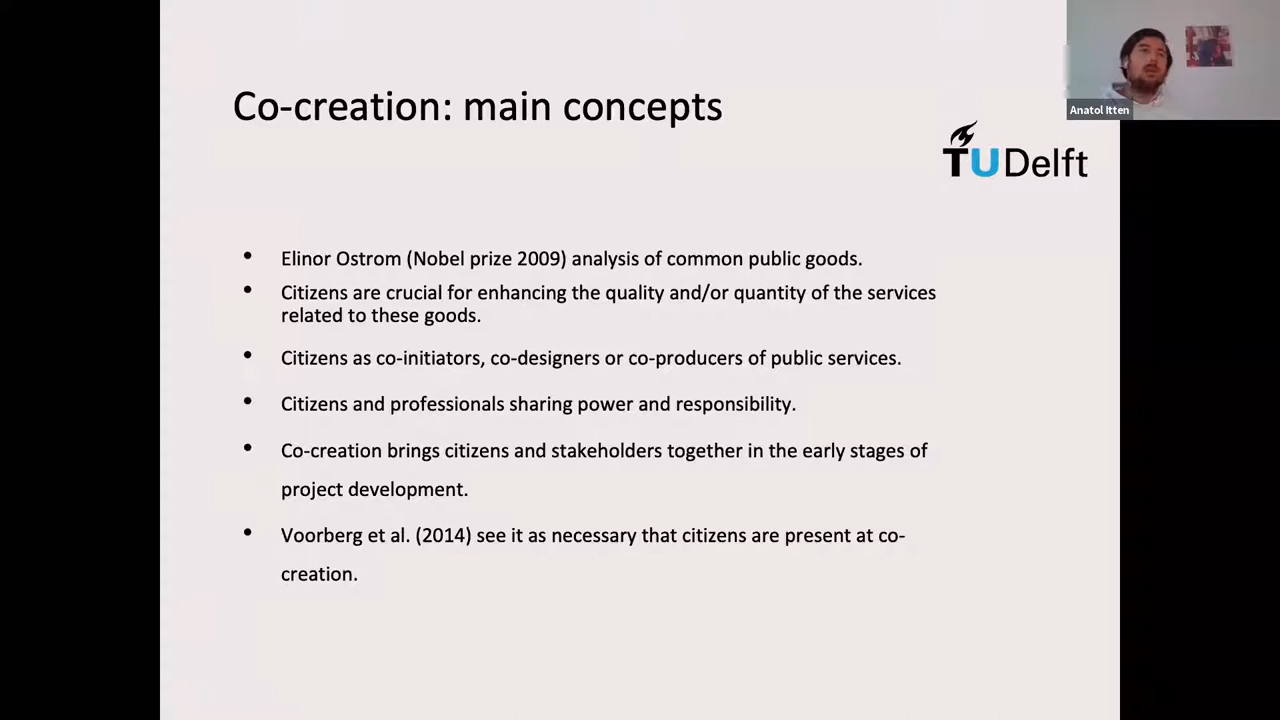 Co-creation: main concepts
Anatol Itten
TU Delft
• Elinor Ostrom (Nobel prize 2009) analysis of common public goods.
• Citizens are crucial for enhancing the quality and/or quantity of the services
related to these goods.
• Citizens as co-initiators, co-designers or co-producers of public services.
• Citizens and professionals sharing power and responsibility.
• Co-creation brings citizens and stakeholders together in the early stages of
project development.
• Voorberg et al. (2014) see it as necessary that citizens are present at co-
creation.